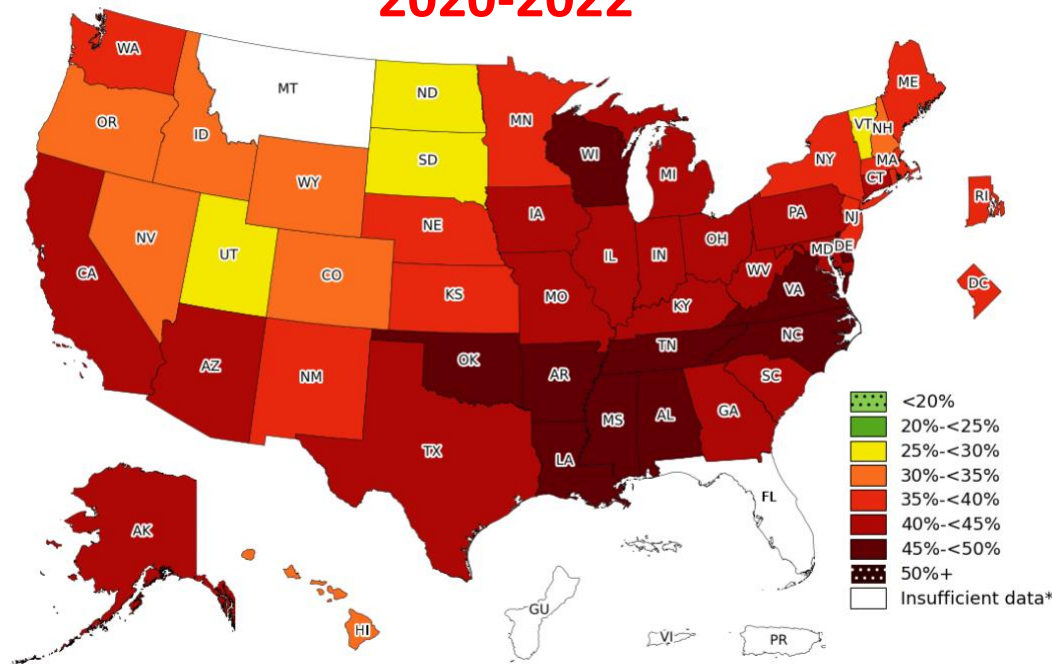 2020-2022
WA
MT
ND
MN
ME
OR
ID
VT
NH
SD
WI
NY
MA
WY
MI
CT
RI
NE
IA
PA
NJ
NV
UT
CO
IL
IN
OH
MD
DE
DC
CA
KS
MO
WV
VA
KY
AZ
NM
OK
AR
TN
NC
SC
TX
LA
MS
AL
GA
FL
AK
HI
GU
VI
PR
<20%
20%-<25%
25%-<30%
30%-<35%
35%-<40%
40%-<45%
45%-<50%
50%+
Insufficient data*